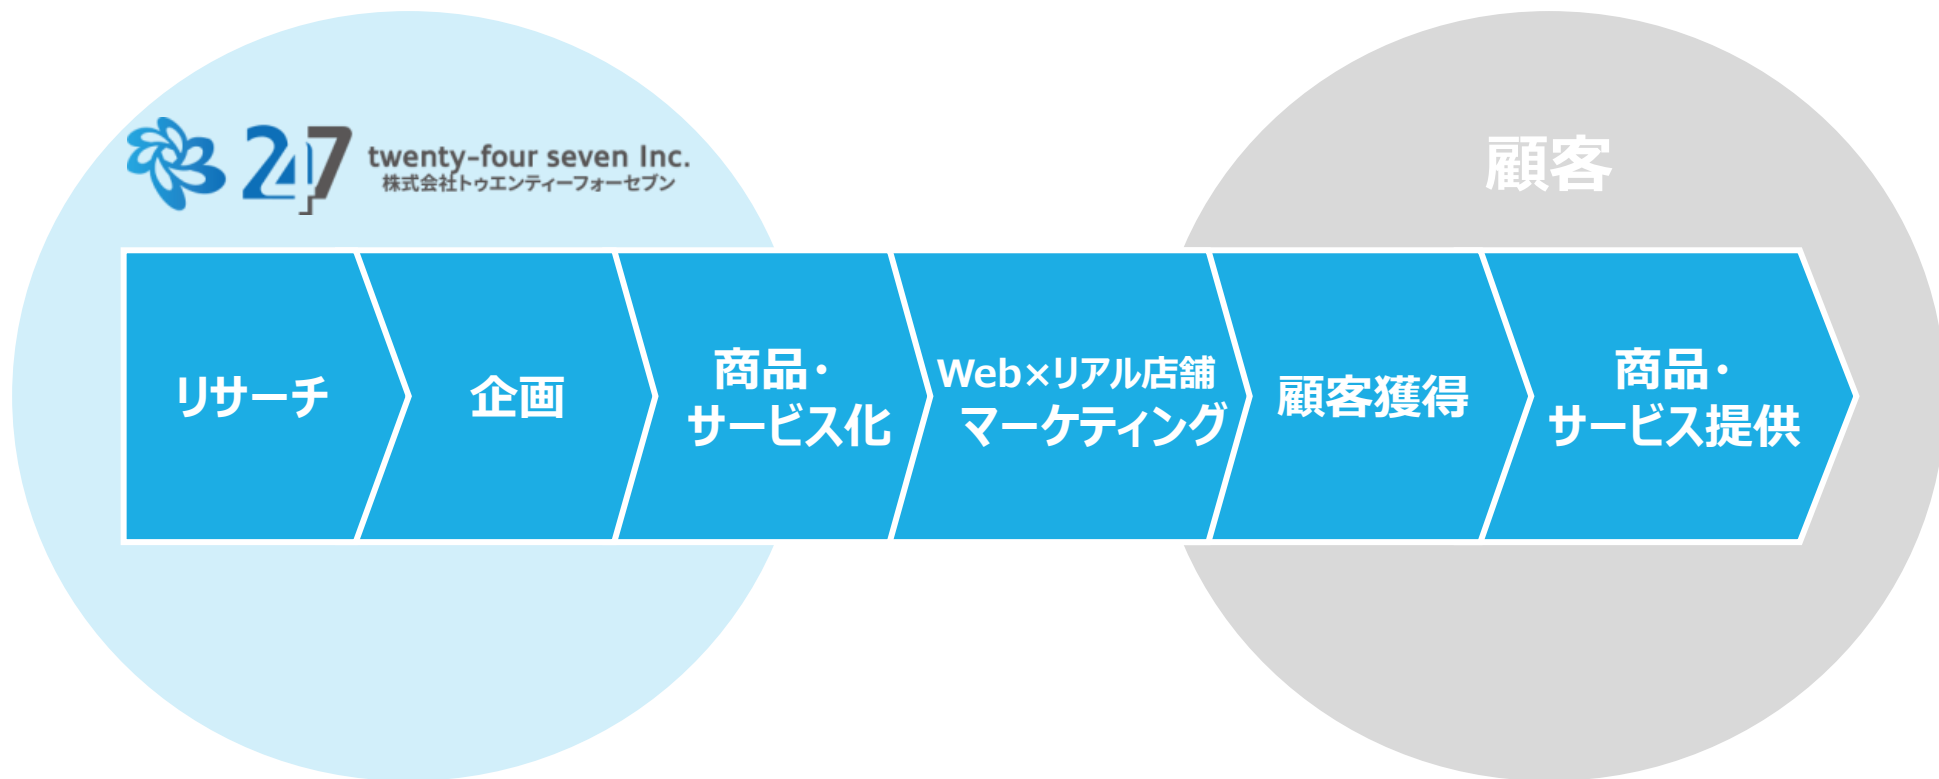 247
twenty-four seven Inc.
株式会社トゥエンティーフォーセブン
顧客
リサーチ
企画
商品・
サービス化
Web×リアル店舗
マーケティング
顧客獲得
商品・
サービス提供